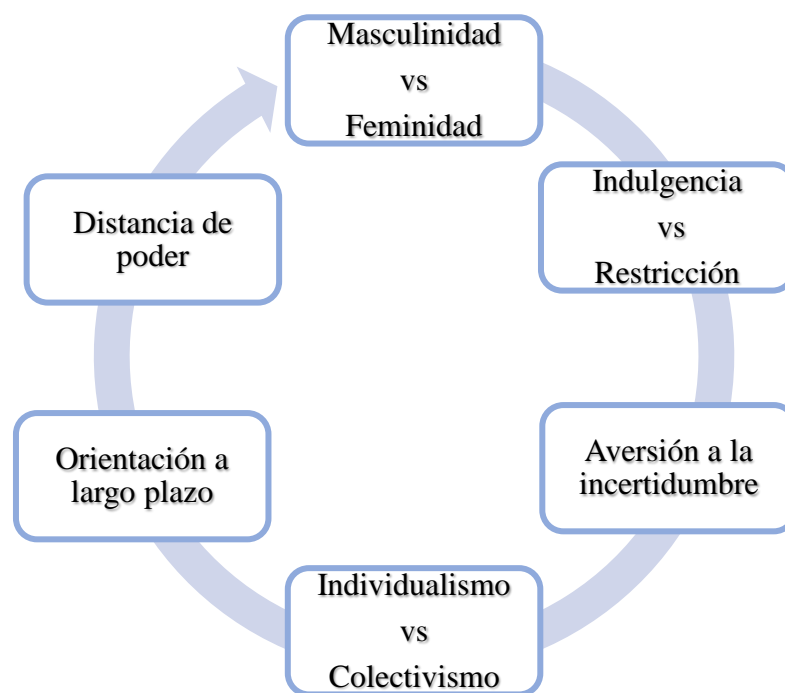 Masculinidad
vs
Feminidad
Indulgencia
vs
Restricción
Aversión a la
incertidumbre
Individualismo
vs
Colectivismo
Orientación a
largo plazo
Distancia de
poder